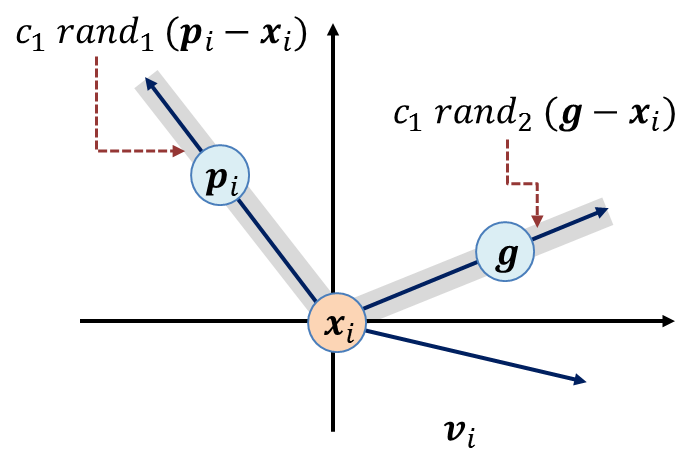 c₁ rand₁ (pᵢ − xᵢ)
c₁ rand₂ (g − xᵢ)
pᵢ
g
xᵢ
vᵢ